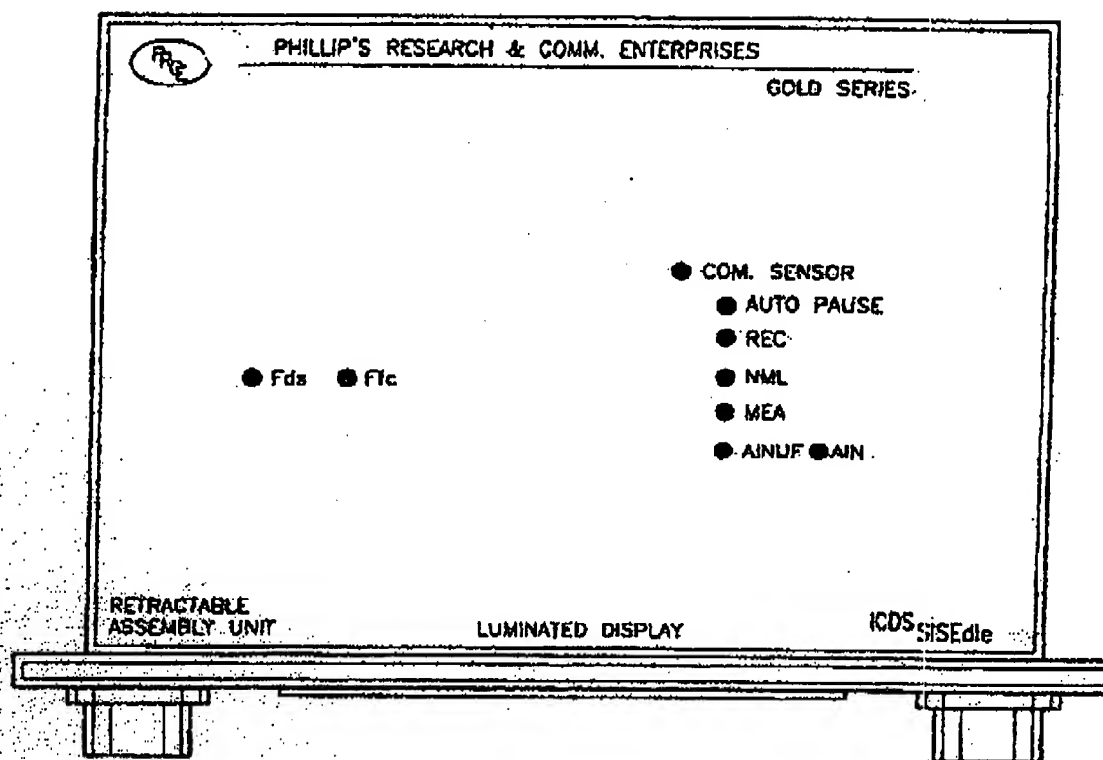 PRCE
PHILLIP'S RESEARCH & COMM. ENTERPRISES
GOLD SERIES
COM. SENSOR
AUTO PAUSE
REC
Fds Ffc
NML
MEA
AINUF AIN
RETRACTABLE
ASSEMBLY UNIT
LUMINATED DISPLAY
ICDS SISEdle